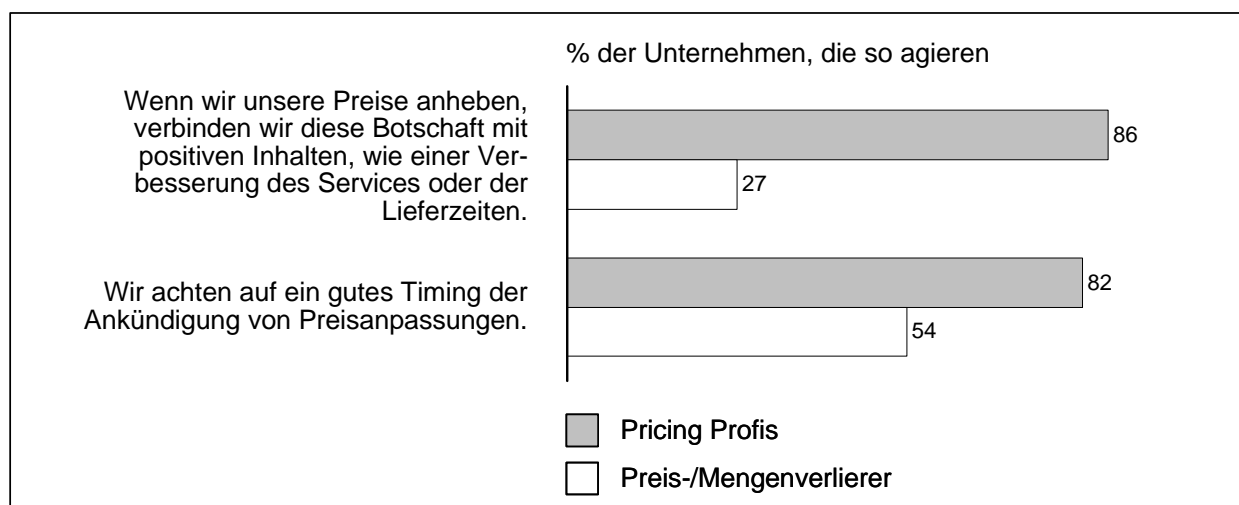 % der Unternehmen, die so agieren
Wenn wir unsere Preise anheben,
verbinden wir diese Botschaft mit
positiven Inhalten, wie einer Ver-
besserung des Services oder der
Lieferzeiten.
86
27
Wir achten auf ein gutes Timing der
Ankündigung von Preisanpassungen.
82
54
Pricing Profis
Preis-/Mengenverlierer